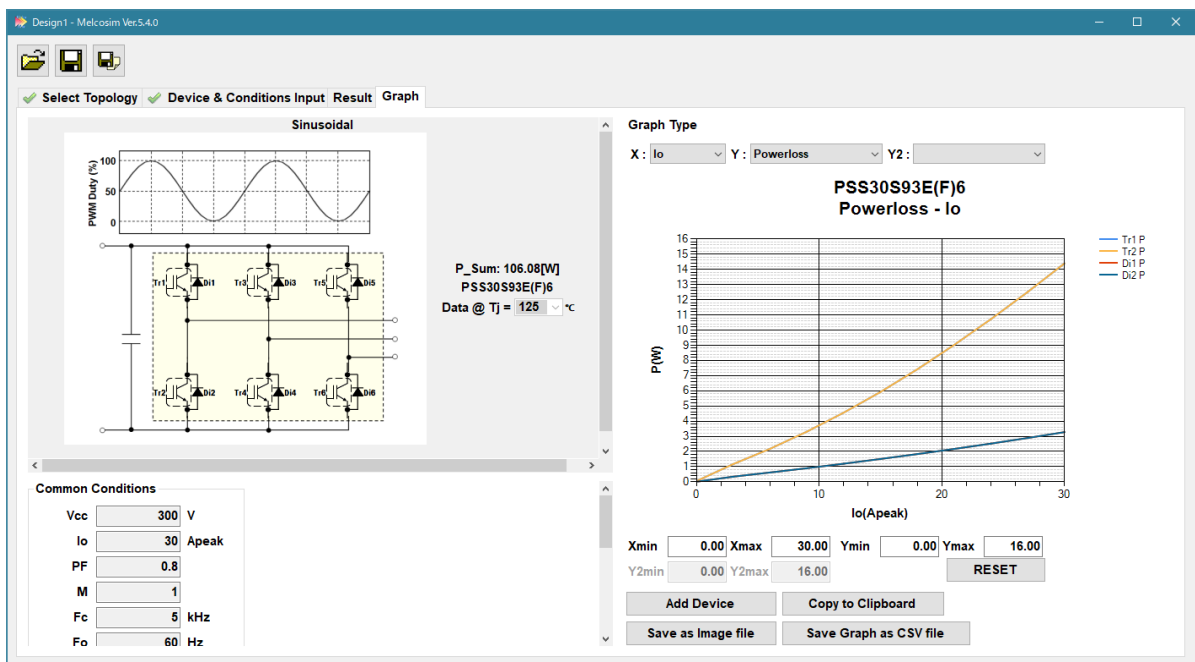 Design1 - Melcosim Ver.5.4.0
Select Topology Device & Conditions Input Result Graph
Sinusoidal
PWM Duty (%)
100
50
0
Tr1 Di1 Tr3 Di3 Tr5 Di5
Tr2 Di2 Tr4 Di4 Tr6 Di6
P_Sum: 106.08[W]
PSS30S93E(F)6
Data @ Tj = 125 °C
Common Conditions
Vcc 300 V
Io 30 Apeak
PF 0.8
M 1
Fc 5 kHz
Fo 60 Hz
Graph Type
X : Io Y : Powerloss Y2 :
PSS30S93E(F)6
Powerloss - Io
P(W)
16
15
14
13
12
11
10
9
8
7
6
5
4
3
2
1
0
0 10 20 30
Io(Apeak)
Tr1 P
Tr2 P
Di1 P
Di2 P
Xmin 0.00 Xmax 30.00 Ymin 0.00 Ymax 16.00
Y2min 0.00 Y2max 16.00 RESET
Add Device Copy to Clipboard
Save as Image file Save Graph as CSV file